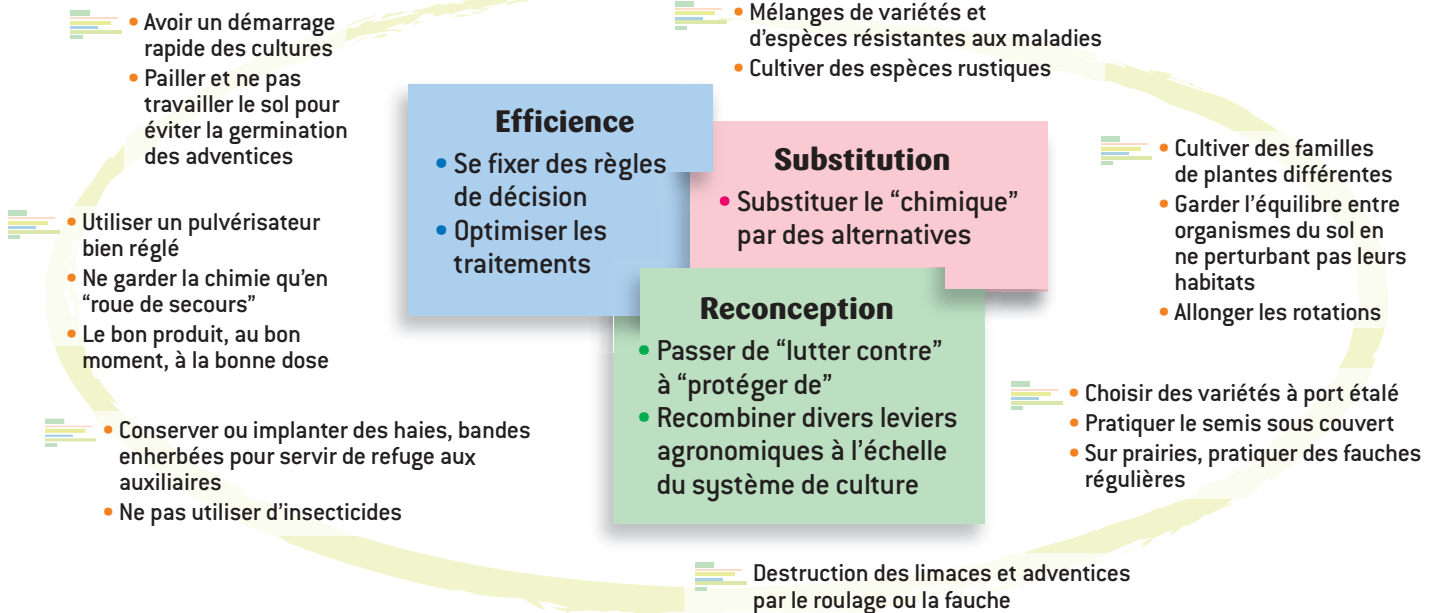 • Avoir un démarrage
rapide des cultures
• Pailler et ne pas
travailler le sol pour
éviter la germination
des adventices
• Mélanges de variétés et
d’espèces résistantes aux maladies
• Cultiver des espèces rustiques
Efficience
• Se fixer des règles
de décision
• Optimiser les
traitements
Substitution
• Substituer le “chimique”
par des alternatives
• Cultiver des familles
de plantes différentes
• Garder l’équilibre entre
organismes du sol en
ne perturbant pas leurs
habitats
• Allonger les rotations
• Utiliser un pulvérisateur
bien réglé
• Ne garder la chimie qu’en
“roue de secours”
• Le bon produit, au bon
moment, à la bonne dose
Reconception
• Passer de “lutter contre”
à “protéger de”
• Recombiner divers leviers
agronomiques à l’échelle
du système de culture
• Choisir des variétés à port étalé
• Pratiquer le semis sous couvert
• Sur prairies, pratiquer des fauches
régulières
• Conserver ou implanter des haies, bandes
enherbées pour servir de refuge aux
auxiliaires
• Ne pas utiliser d’insecticides
Destruction des limaces et adventices
par le roulage ou la fauche